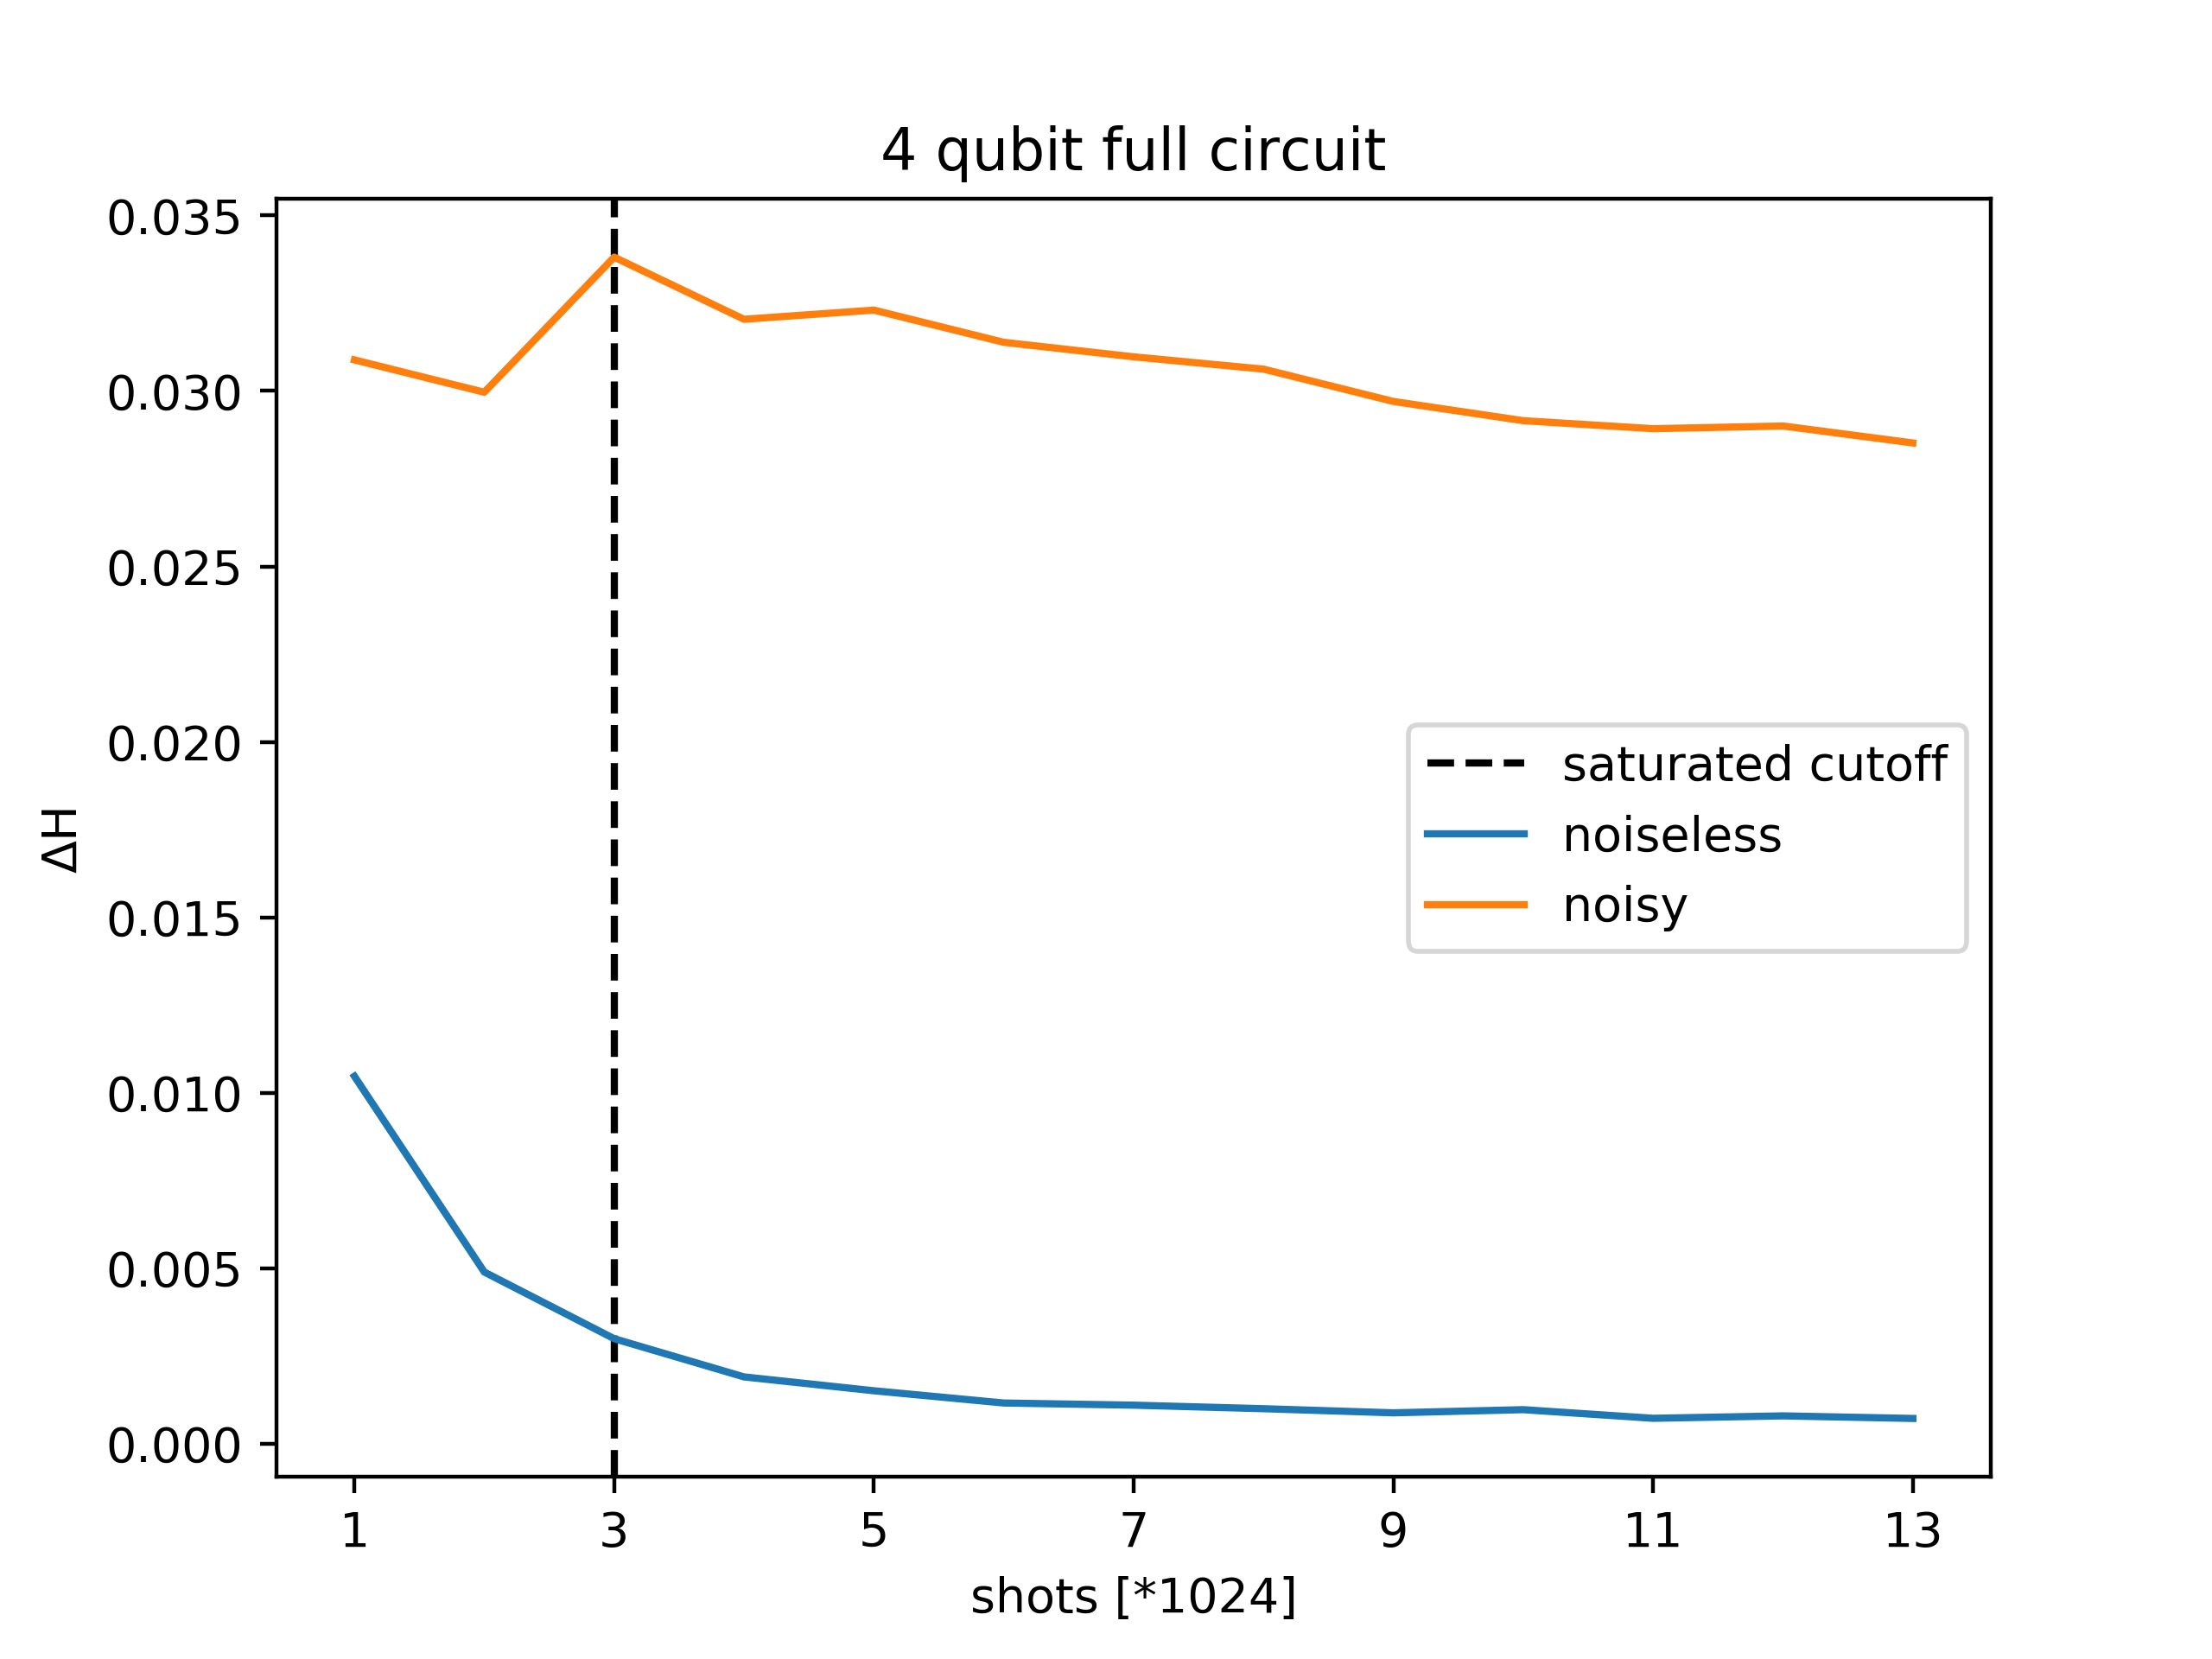 4 qubit full circuit
0.035
0.030
0.025
0.020
0.015
0.010
0.005
0.000
ΔH
saturated cutoff
noiseless
noisy
1 3 5 7 9 11 13
shots [*1024]